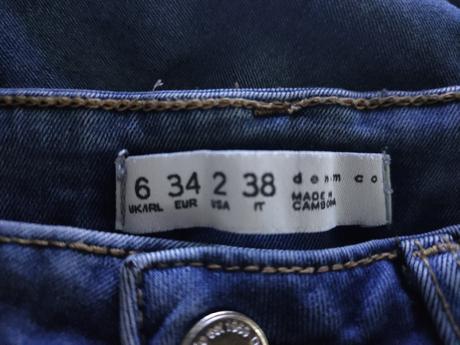 6 34 2 38 denim co
UK/IRL EUR USA IT MADE IN
CAMBODIA